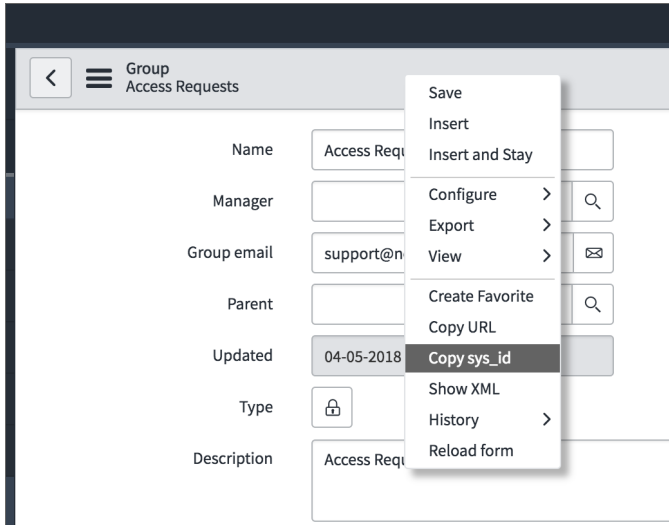 Group
Access Requests
Save
Insert
Insert and Stay
Configure
Export
View
Create Favorite
Copy URL
Copy sys_id
Show XML
History
Reload form
Name
Access Requ
Manager
Group email
support@n
Parent
Updated
04-05-2018
Type
Description
Access Requ